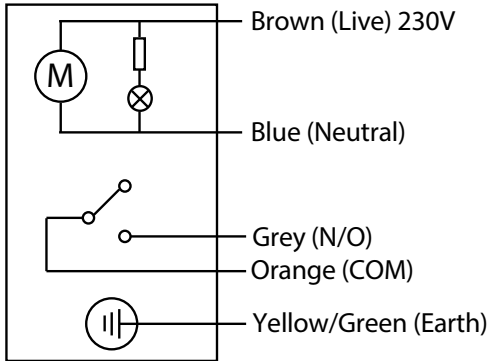 Brown (Live) 230V
M
Blue (Neutral)
Grey (N/O)
Orange (COM)
Yellow/Green (Earth)